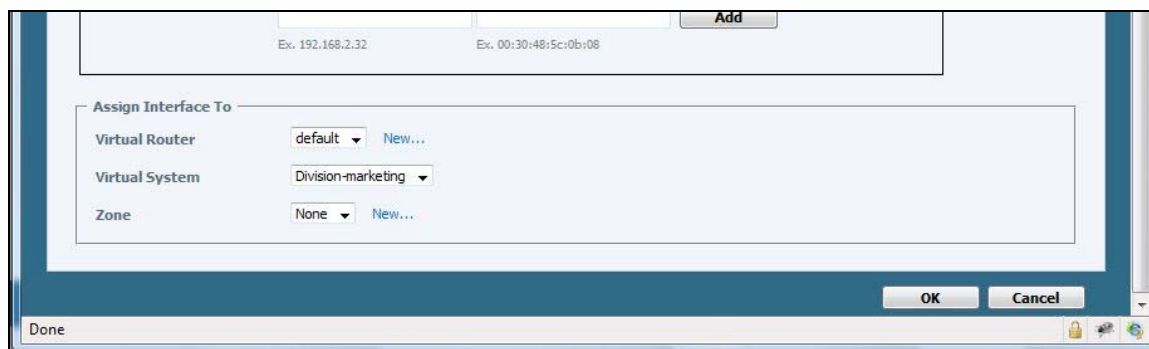 Add
Ex. 192.168.2.32 Ex. 00:30:48:5c:0b:08
Assign Interface To
Virtual Router default New...
Virtual System Division-marketing
Zone None New...
OK Cancel
Done